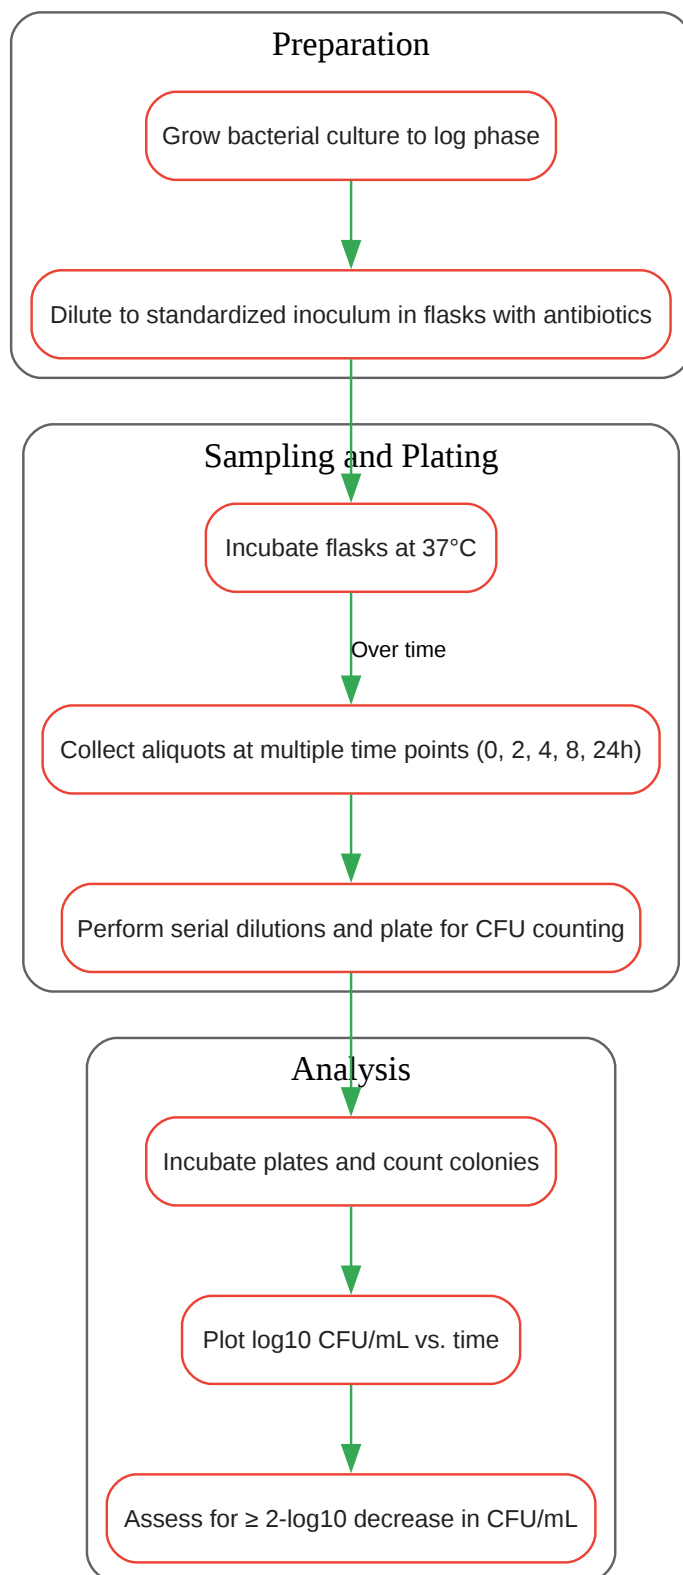 Preparation
Grow bacterial culture to log phase
Dilute to standardized inoculum in flasks with antibiotics
Sampling and Plating
Incubate flasks at 37°C
Over time
Collect aliquots at multiple time points (0, 2, 4, 8, 24h)
Perform serial dilutions and plate for CFU counting
Analysis
Incubate plates and count colonies
Plot log10 CFU/mL vs. time
Assess for ≥ 2-log10 decrease in CFU/mL